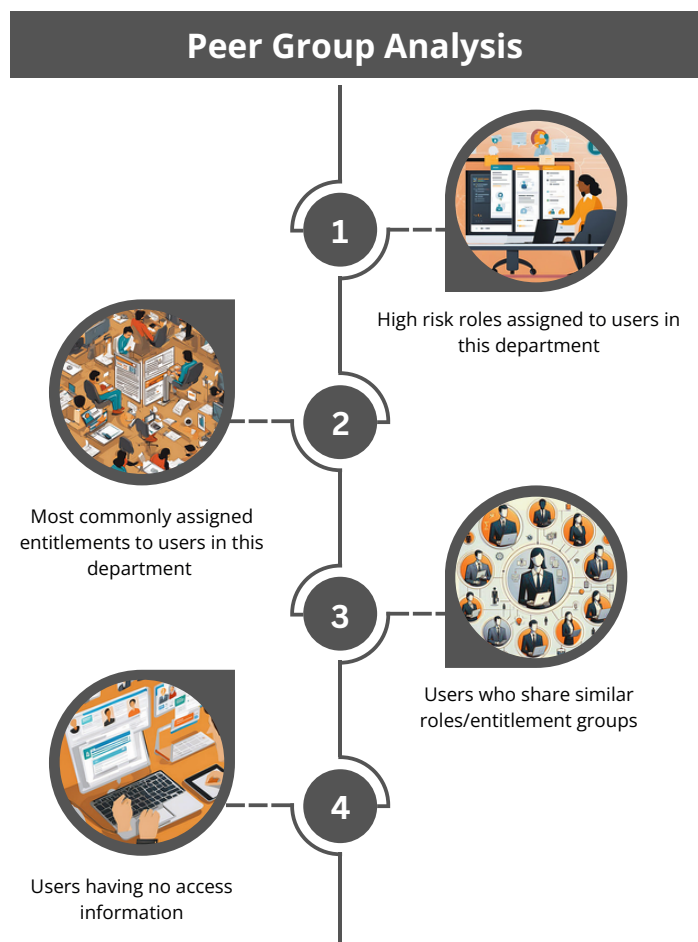 Peer Group Analysis
1
High risk roles assigned to users in
this department
2
Most commonly assigned
entitlements to users in this
department
3
Users who share similar
roles/entitlement groups
4
Users having no access
information